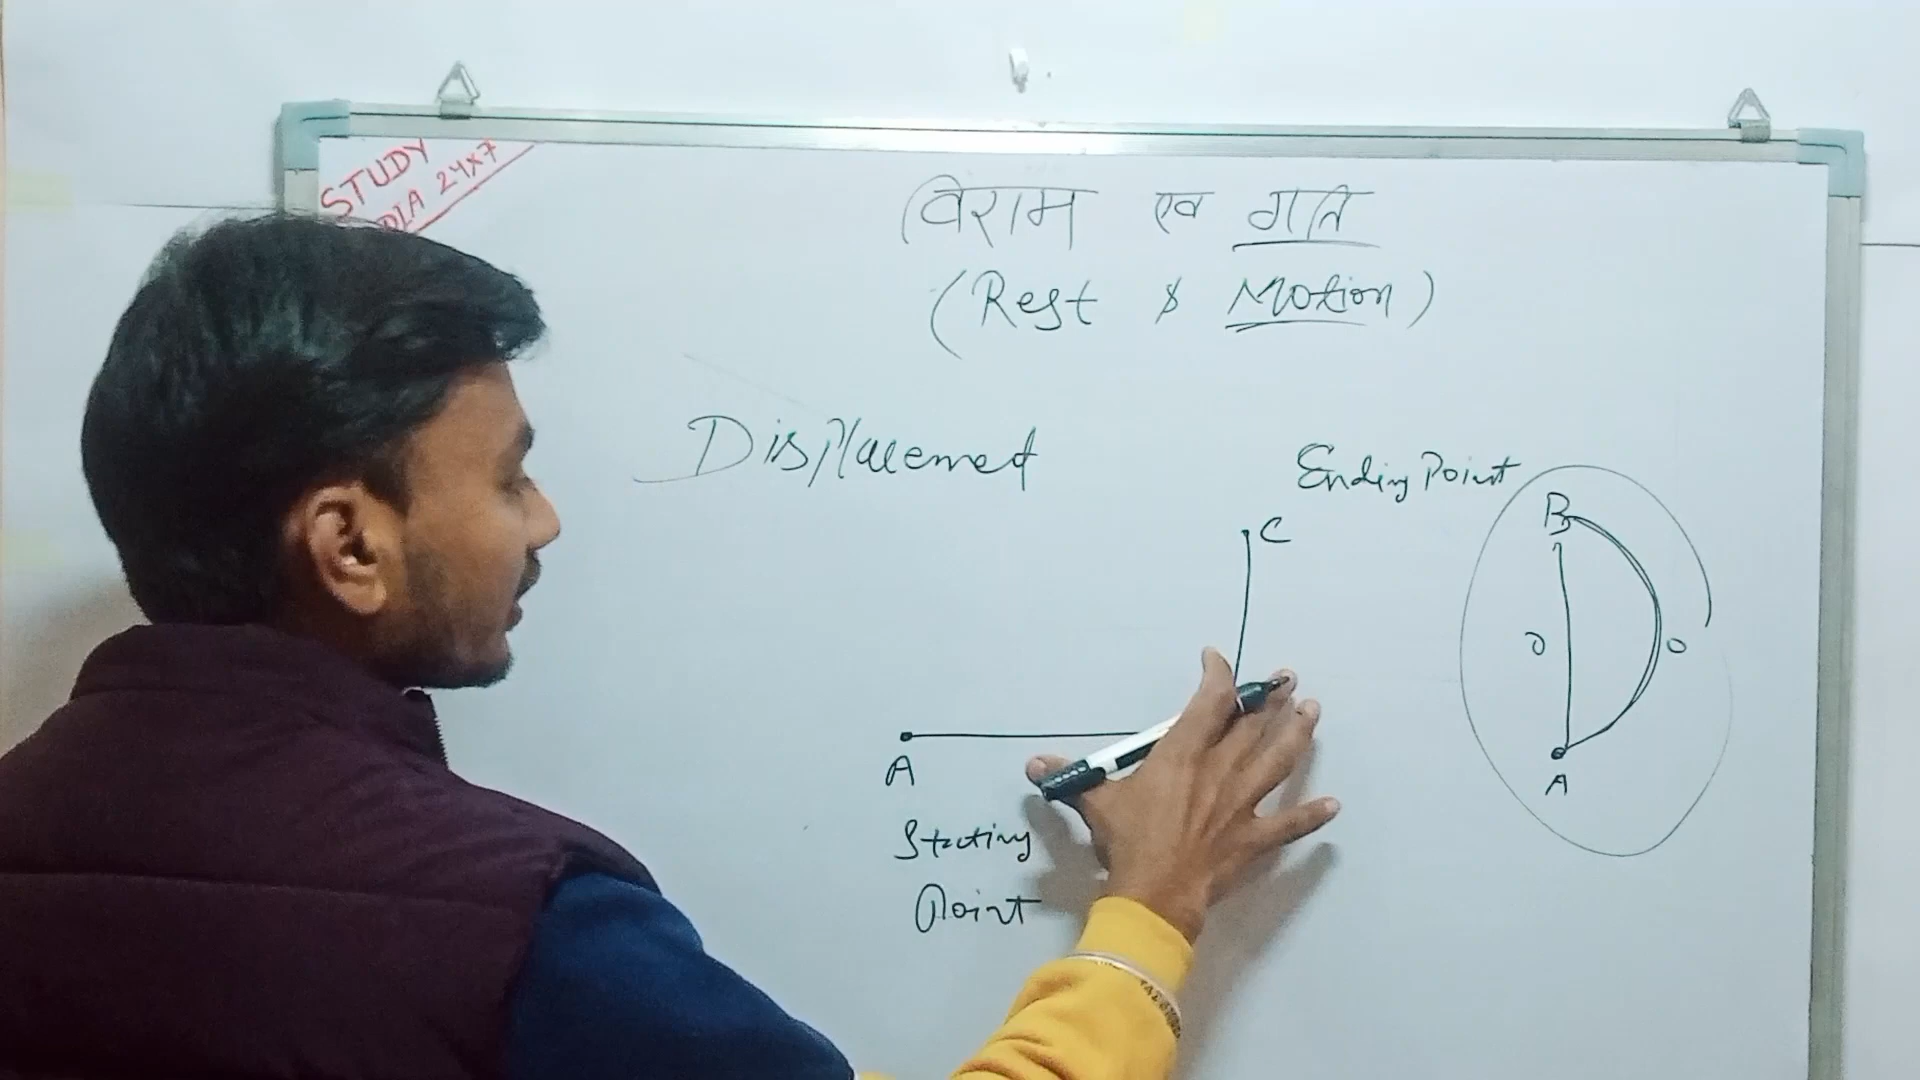 STUDY
DIA 24x7
विराम एव गति
(Rest & Motion)
Displacement
Ending Point
B
C
D
O
A
A
Starting
Point